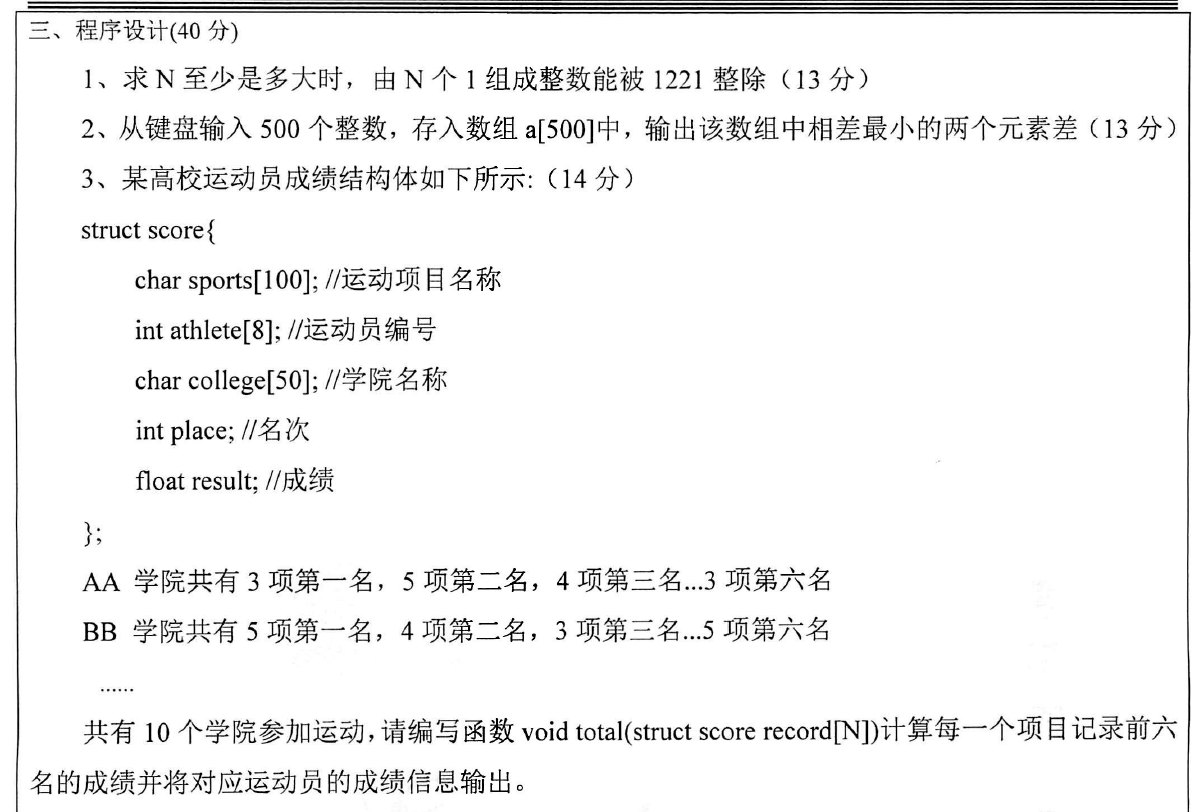 三、程序设计(40 分)
1、求 N 至少是多大时，由 N 个 1 组成整数能被 1221 整除（13 分）
2、从键盘输入 500 个整数，存入数组 a[500]中，输出该数组中相差最小的两个元素差（13 分）
3、某高校运动员成绩结构体如下所示:（14 分）
struct score{
char sports[100]; //运动项目名称
int athlete[8]; //运动员编号
char college[50]; //学院名称
int place; //名次
float result; //成绩
};
AA 学院共有 3 项第一名，5 项第二名，4 项第三名...3 项第六名
BB 学院共有 5 项第一名，4 项第二名，3 项第三名...5 项第六名
......
共有 10 个学院参加运动，请编写函数 void total(struct score record[N])计算每一个项目记录前六
名的成绩并将对应运动员的成绩信息输出。